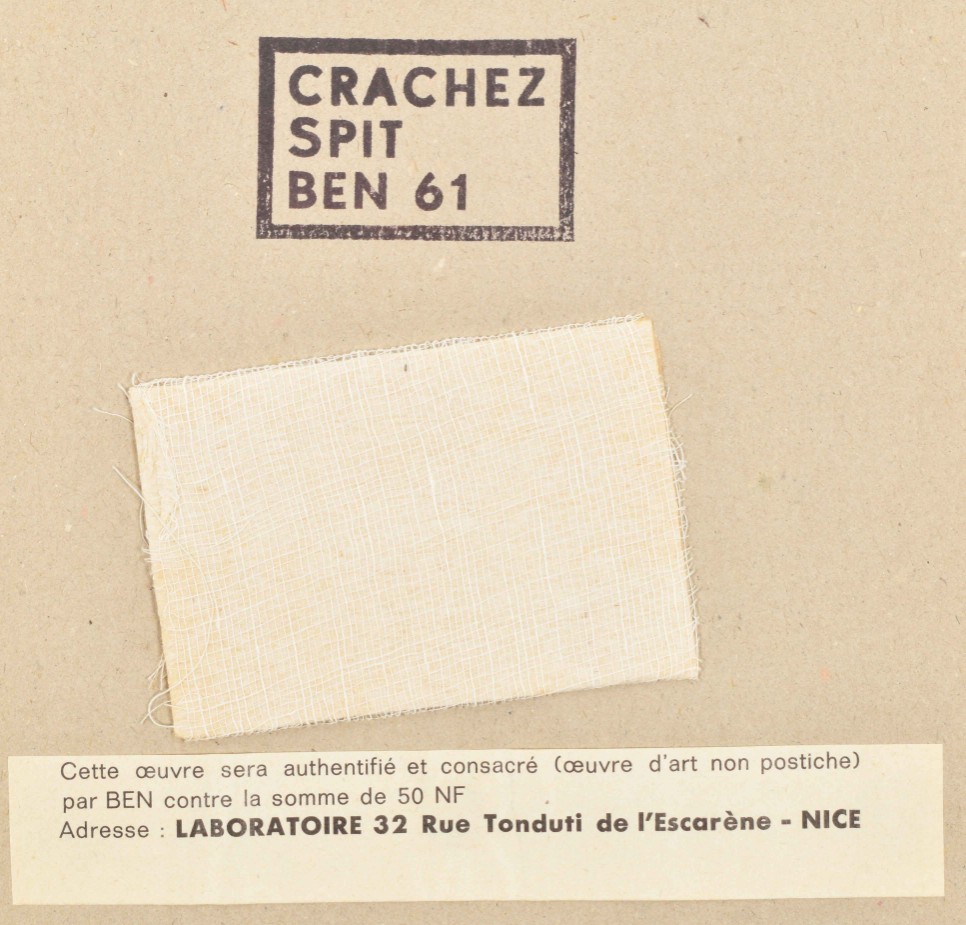 CRACHEZ
SPIT
BEN 61
Cette œuvre sera authentifié et consacré (œuvre d'art non postiche)
par BEN contre la somme de 50 NF
Adresse : LABORATOIRE 32 Rue Tonduti de l'Escarène - NICE